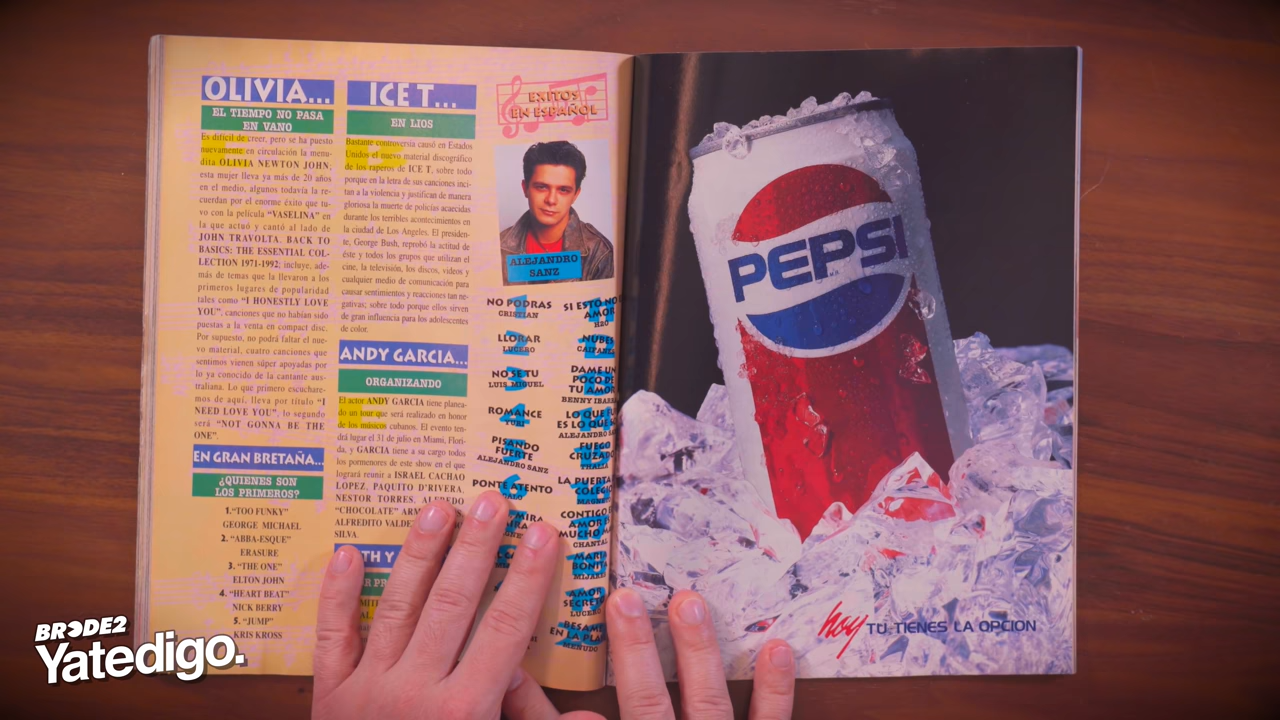 OLIVIA...
EL TIEMPO NO PASA
EN VANO
Es difícil de creer, pero se ha puesto
nuevamente en circulación la menu-
dita OLIVIA NEWTON JOHN;
esta mujer lleva ya más de 20 años
en el medio, algunos todavía la re-
cuerdan por el enorme éxito que tu-
vo con la película "VASELINA" en
la que actuó y cantó al lado de
JOHN TRAVOLTA. BACK TO
BASICS: THE ESSENTIAL COL-
LECTION 1971-1992; incluye, ade-
más de temas que la llevaron a los
primeros lugares de popularidad
tales como "I HONESTLY LOVE
YOU", canciones que no habían sido
puestas a la venta en compact disc.
Por supuesto, no podrá faltar el nue-
vo material, cuatro canciones que
sentimos vienen súper apoyadas por
lo ya conocido de la cantante aus-
traliana. Lo que primero escuchare-
mos de aquí, lleva por título "I
NEED LOVE YOU", lo segundo
será "NOT GONNA BE THE
ONE".
EN GRAN BRETAÑA...
¿QUIENES SON
LOS PRIMEROS?
1. "TOO FUNKY"
GEORGE MICHAEL
2. "ABBA-ESQUE"
ERASURE
3. "THE ONE"
ELTON JOHN
4. "HEART BEAT"
NICK BERRY
5. "JUMP"
KRIS KROSS
ICE T...
EN LIOS
Bastante controversia causó en Estados
Unidos el nuevo material discográfico
de los raperos de ICE T, sobre todo
porque en la letra de sus canciones inci-
tan a la violencia y justifican de manera
gloriosa la muerte de policías acaecidas
durante los terribles acontecimientos en
la ciudad de Los Angeles. El presiden-
te, George Bush, reprobó la actitud de
éste y todos los grupos que utilizan el
cine, la televisión, los discos, videos y
cualquier medio de comunicación para
causar sentimientos y reacciones tan ne-
gativas; sobre todo porque ellos sirven
de gran influencia para los adolescentes
de color.
ANDY GARCIA...
ORGANIZANDO
El actor ANDY GARCIA tiene planea-
do un tour que será realizado en honor
de los músicos cubanos. El evento ten-
drá lugar el 31 de julio en Miami, Flori-
da, y GARCIA tiene a su cargo todos
los pormenores de este show en el que
logrará reunir a ISRAEL CACHAO
LOPEZ, PAQUITO D'RIVERA,
NESTOR TORRES, ALFREDO
"CHOCOLATE"
ALFREDITO
SILVA.
EXITOS
EN ESPAÑOL
ALEJANDRO
SANZ
NO PODRAS
CRISTIAN
LLORAR
LUCERO
NO SE TU
LUIS MIGUEL
ROMANCE
YURI
PISANDO
FUERTE
ALEJANDRO SANZ
PONTE ATENTO
MIRA
SI ESTO NO
AMOR
H2O
NUBES
DAME UN
POCO DE
TU AMOR
BENNY
LO QUE
ES LO QUE
ALEJANDRO
FUEGO
CRUZADO
THALIA
LA PUERTA
COLEGIO
CONTIGO
AMOR
MUCHO
CHANTAL
MARIA
BONITA
MIJARES
AMOR
SECRETO
LUCERO
BESAME
EN LA
MENUDO
PEPSI
hoy TU TIENES LA OPCION
BRODE2
Yatedigo.